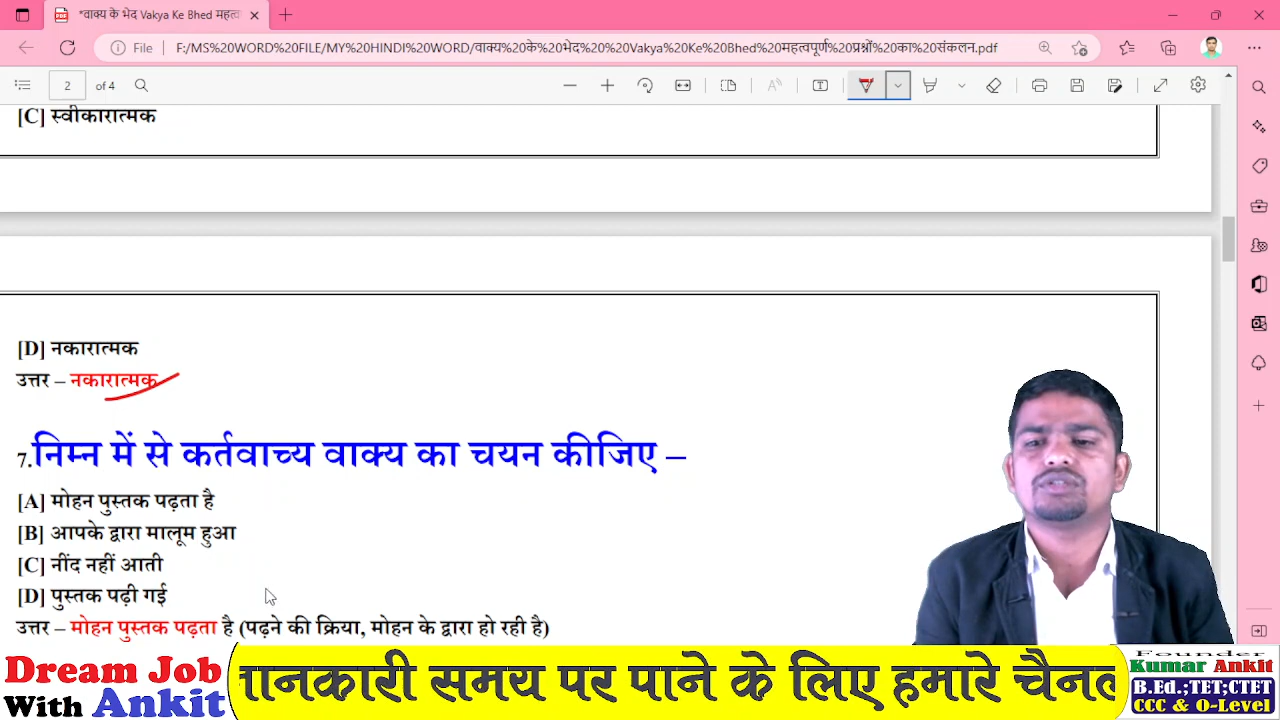 *वाक्य के भेद Vakya Ke Bhed महत्व
File
F:/MS%20WORD%20FILE/MY%20HINDI%20WORD/वाक्य%20के%20भेद%20%20Vakya%20Ke%20Bhed%20महत्वपूर्ण%20प्रश्नों%20का%20संकलन.pdf
2 of 4
[C] स्वीकारात्मक
[D] नकारात्मक
उत्तर – नकारात्मक
7.निम्न में से कर्तवाच्य वाक्य का चयन कीजिए –
[A] मोहन पुस्तक पढ़ता है
[B] आपके द्वारा मालूम हुआ
[C] नींद नहीं आती
[D] पुस्तक पढ़ी गई
उत्तर – मोहन पुस्तक पढ़ता है (पढ़ने की क्रिया, मोहन के द्वारा हो रही है)
Dream Job
With Ankit
जानकारी समय पर पाने के लिए हमारे चैनल
Founder
Kumar Ankit
B.Ed.;TET;CTET
CCC & O-Level